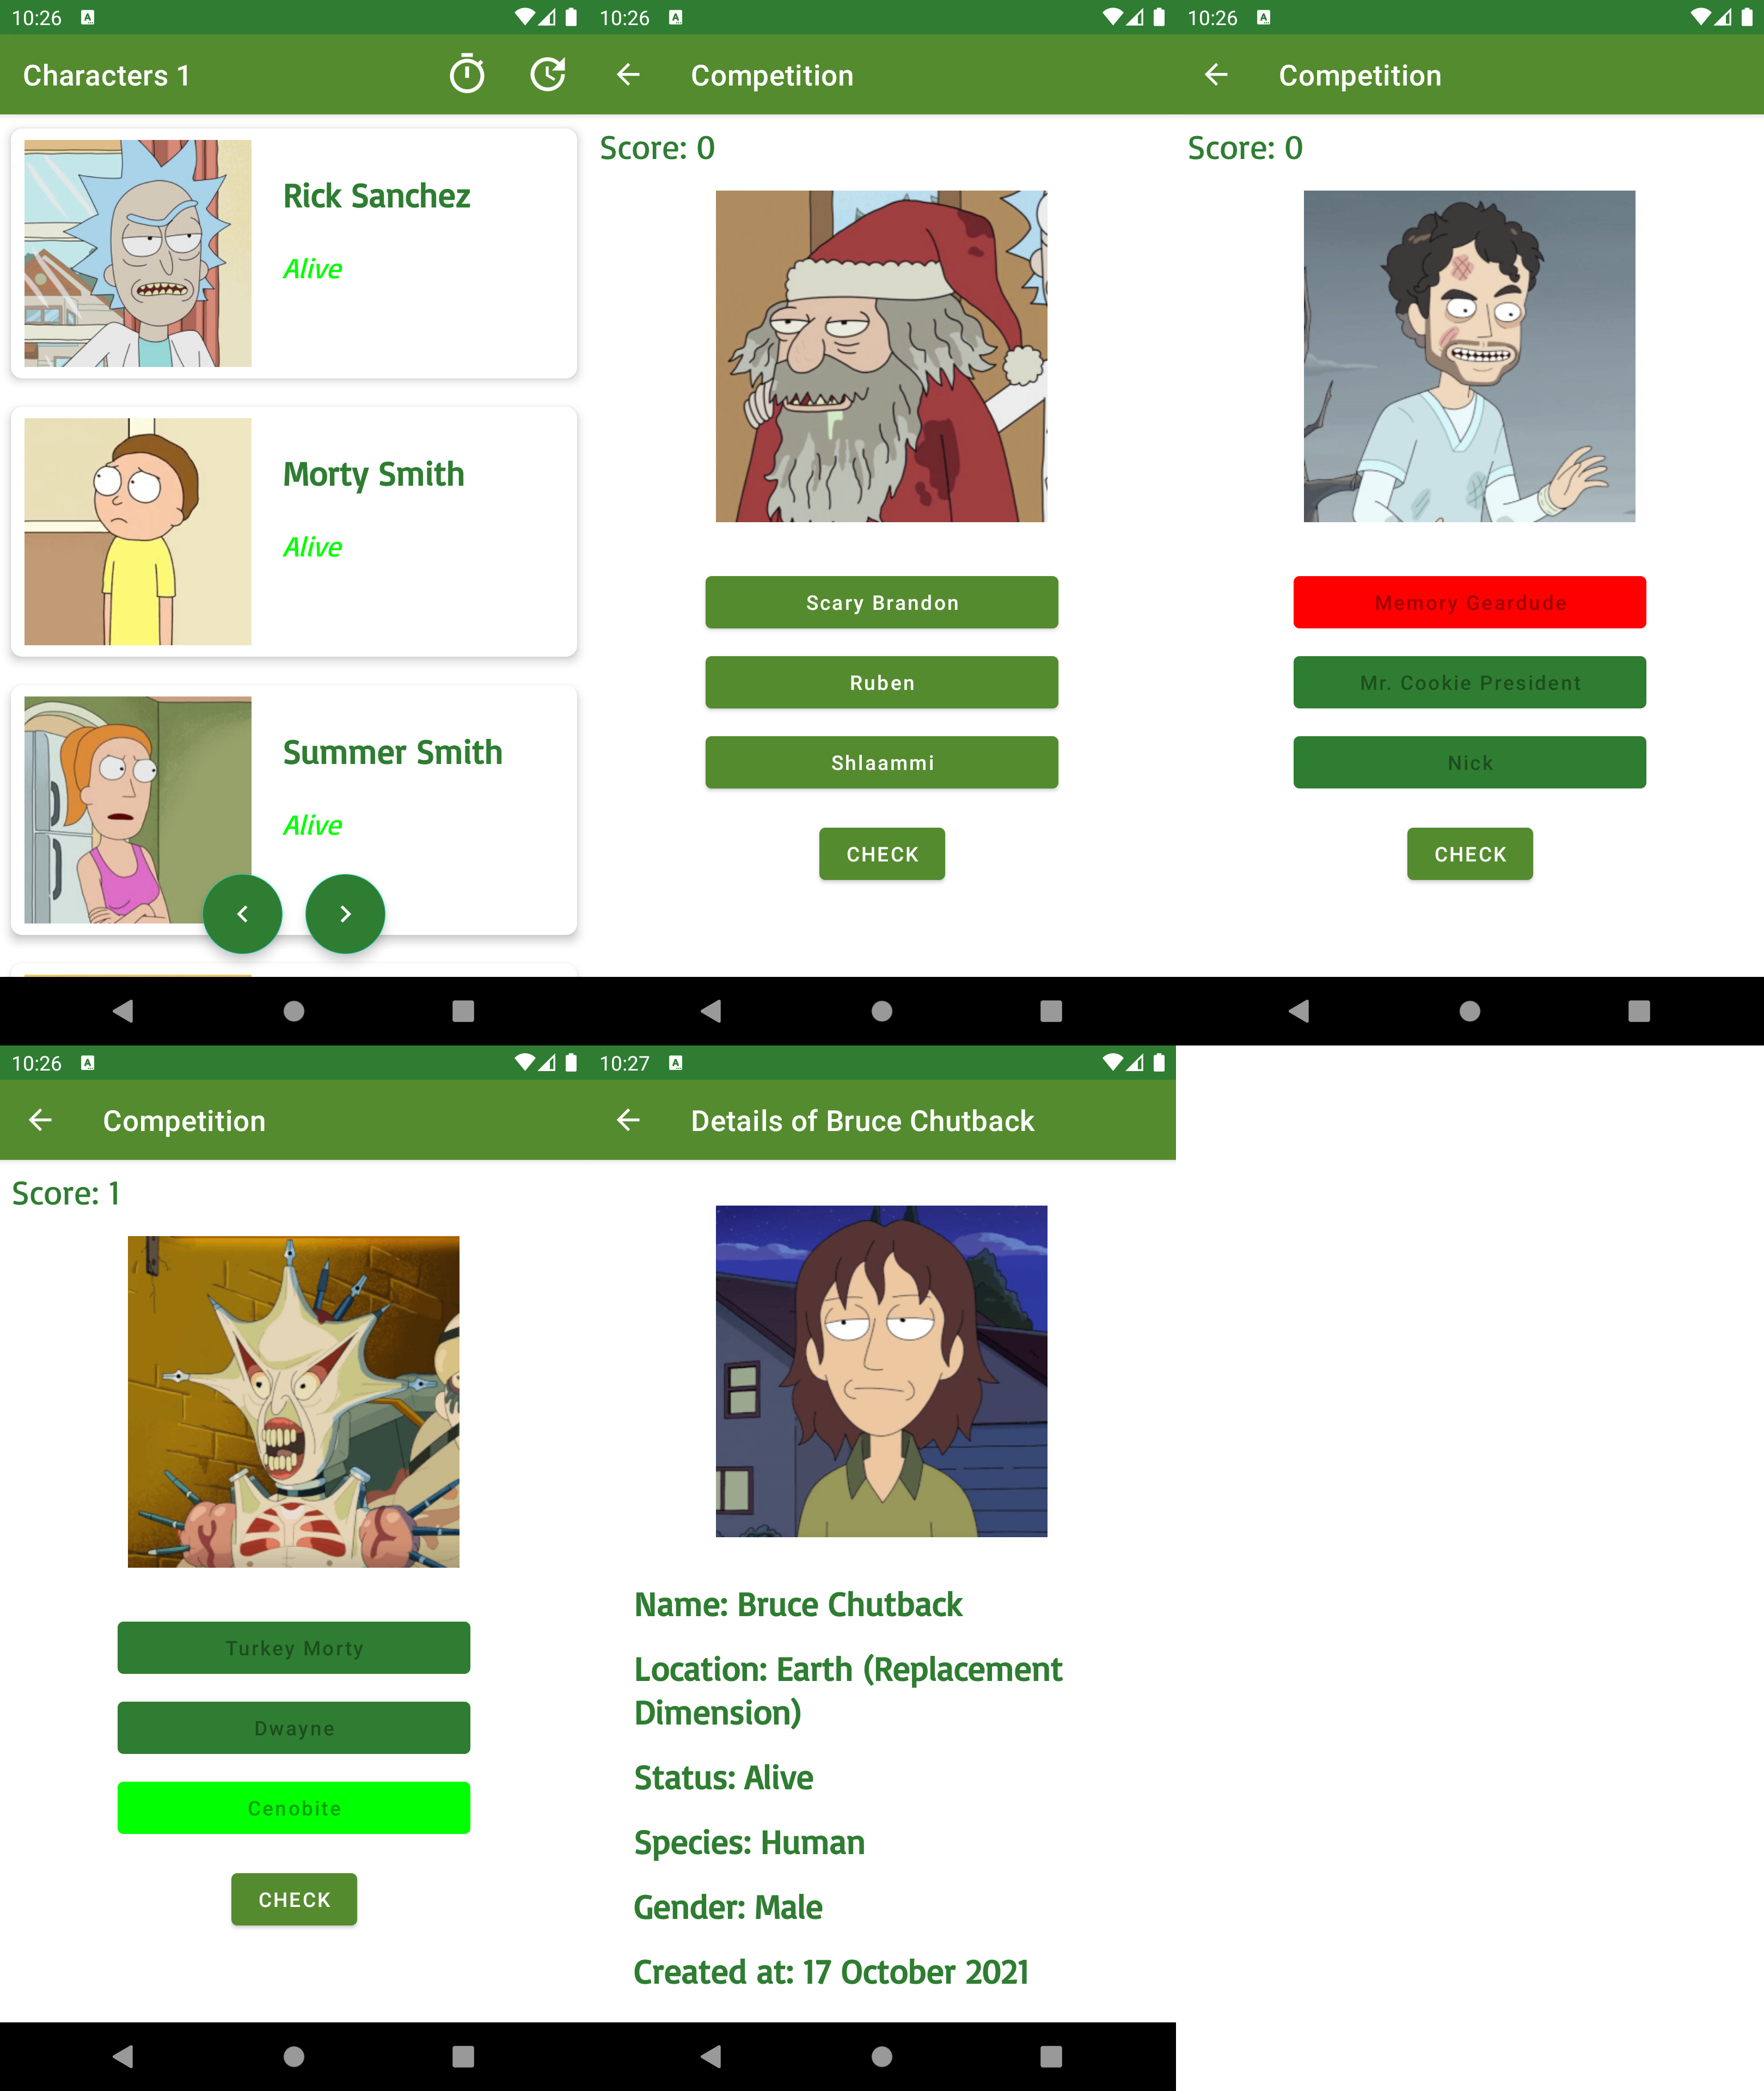 10:26
Characters 1
Rick Sanchez
Alive
Morty Smith
Alive
Summer Smith
Alive
10:26
Competition
Score: 0
Scary Brandon
Ruben
Shlaammi
CHECK
10:26
Competition
Score: 0
Memory Geardude
Mr. Cookie President
Nick
CHECK
10:26
Competition
Score: 1
Turkey Morty
Dwayne
Cenobite
CHECK
10:27
Details of Bruce Chutback
Name: Bruce Chutback
Location: Earth (Replacement
Dimension)
Status: Alive
Species: Human
Gender: Male
Created at: 17 October 2021